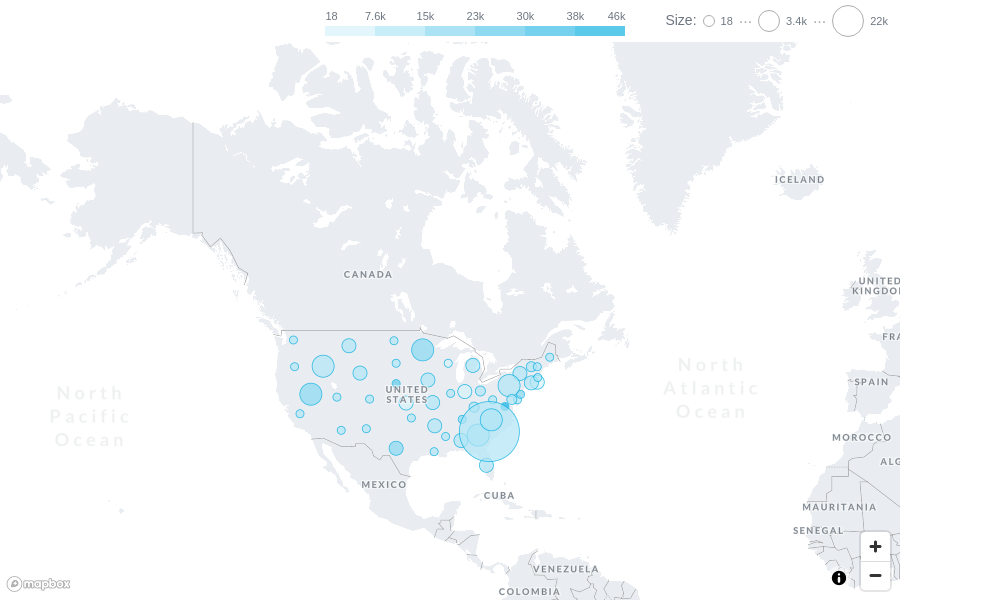 18 7.6k 15k 23k 30k 38k 46k
Size: 18 ··· 3.4k ··· 22k
ICELAND
CANADA
UNITED
KINGDO
FRA
North
Pacific
Ocean
North
Atlantic
Ocean
UNITED
STATES
SPAIN
MOROCCO
ALG
MEXICO
CUBA
MAURITANIA
SENEGAL
VENEZUELA
COLOMBIA
+
−
i
mapbox